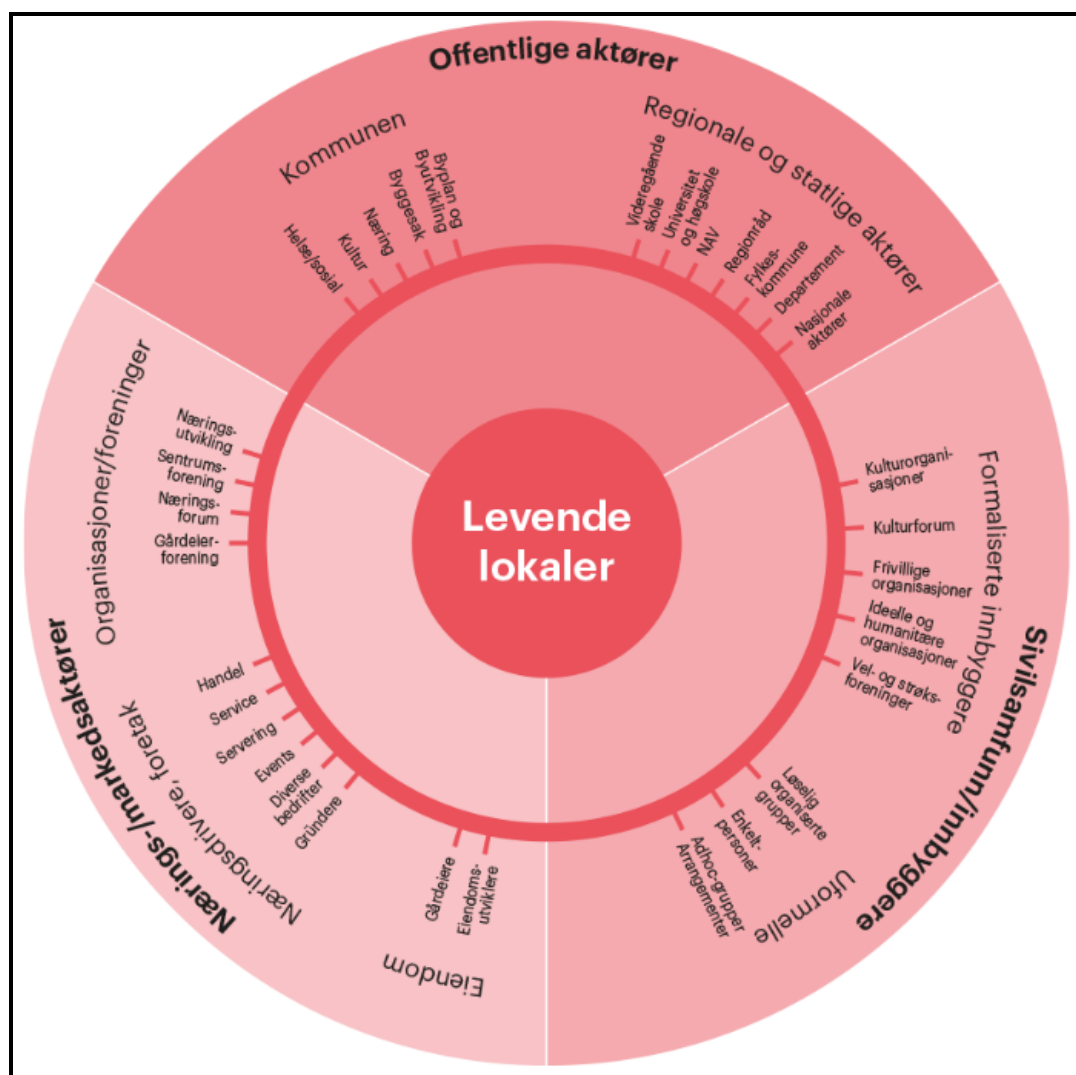 Offentlige aktører
Kommunen
Helse/sosial
Kultur
Næring
Byggesak
Byplan og
Byutvikling
Regionale og statlige aktører
Videregående
skole
Universitet
og høgskole
NAV
Regionråd
Fylkes-
kommune
Departement
Nasjonale
aktører
Levende
lokaler
Sivilsamfunn/innbyggere
Formaliserte innbyggere
Kulturorgani-
sasjoner
Kulturforum
Frivillige
organisasjoner
Ideelle og
humanitære
organisasjoner
Vel- og strøks-
foreninger
Uformelle
Løselig
organiserte
grupper
Enkelt-
personer
Adhoc-grupper
Arrangementer
Nærings-/markedsaktører
Organisasjoner/foreninger
Nærings-
utvikling
Sentrums-
forening
Nærings-
forum
Gårdeier-
forening
Næringsdrivere, foretak
Handel
Service
Servering
Events
Diverse
bedrifter
Gründere
Eiendom
Gårdeiere
Eiendoms-
utviklere